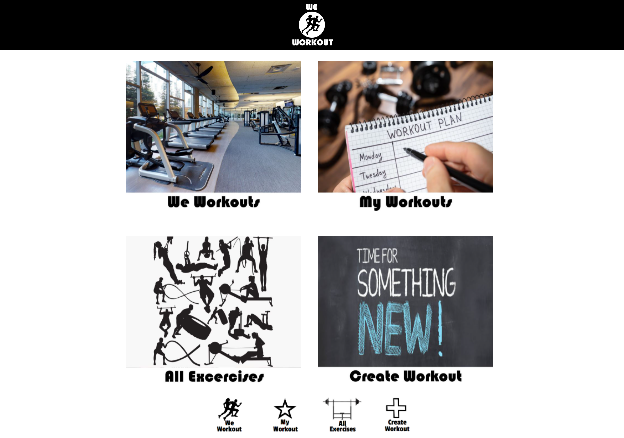 WE
WORKOUT
WORKOUT PLAN
Monday
Tuesday
Wednesday
We Workouts
My Workouts
TIME FOR
SOMETHING
NEW!
All Excercises
Create Workout
We
Workout
My
Workout
All
Exercises
Create
Workout